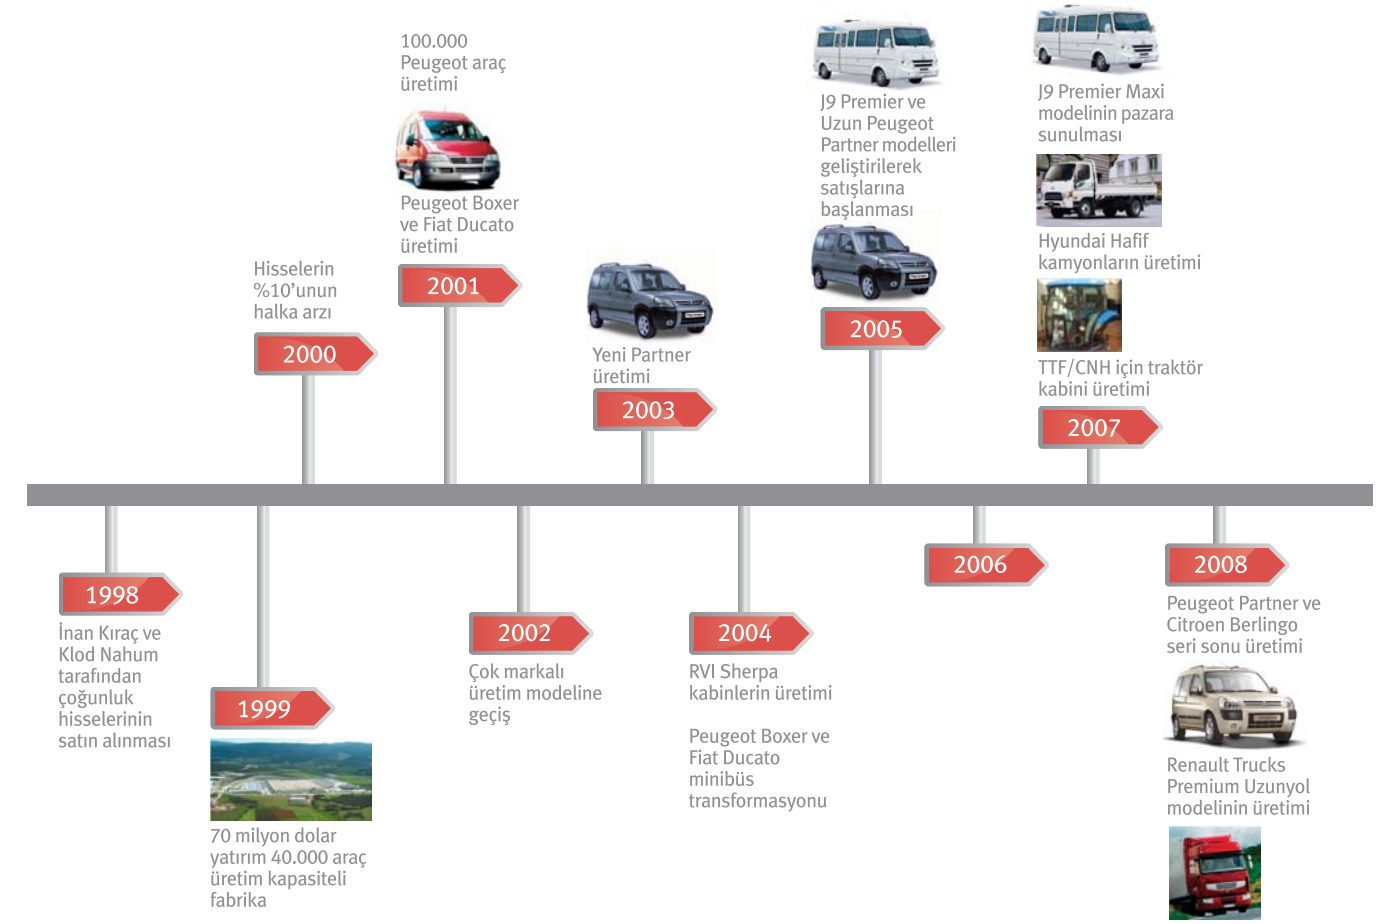 100.000
Peugeot araç
üretimi
Peugeot Boxer
ve Fiat Ducato
üretimi
2001
Hisselerin
%10’unun
halka arzı
2000
Yeni Partner
üretimi
2003
J9 Premier ve
Uzun Peugeot
Partner modelleri
geliştirilerek
satışlarına
başlanması
2005
J9 Premier Maxi
modelinin pazara
sunulması
Hyundai Hafif
kamyonların üretimi
TTF/CNH için traktör
kabini üretimi
2007
1998
İnan Kıraç ve
Klod Nahum
tarafından
çoğunluk
hisselerinin
satın alınması
1999
70 milyon dolar
yatırım 40.000 araç
üretim kapasiteli
fabrika
2002
Çok markalı
üretim modeline
geçiş
2004
RVI Sherpa
kabinlerin üretimi
Peugeot Boxer ve
Fiat Ducato
minibüs
transformasyonu
2006
2008
Peugeot Partner ve
Citroen Berlingo
seri sonu üretimi
Renault Trucks
Premium Uzunyol
modelinin üretimi